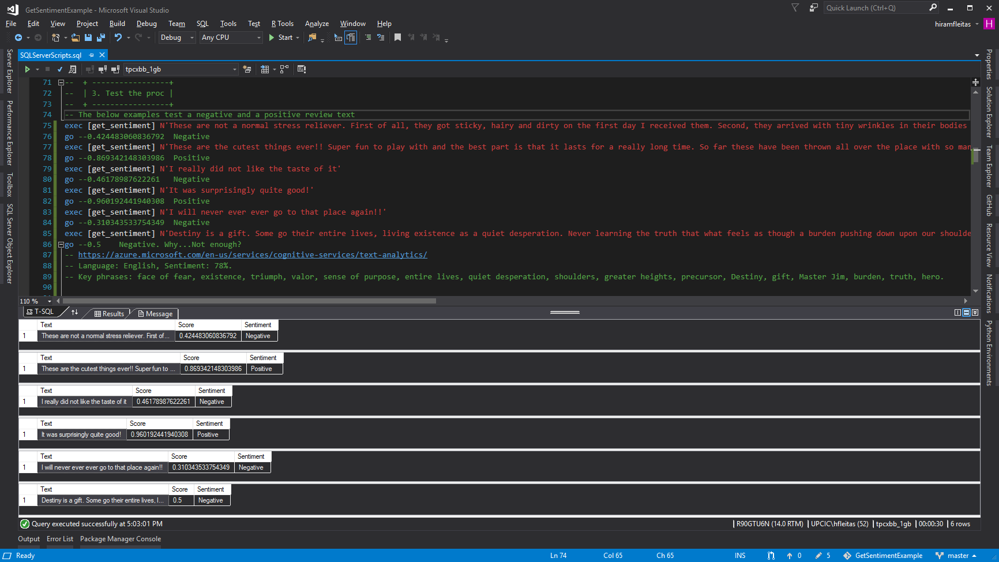 GetSentimentExample - Microsoft Visual Studio
Quick Launch (Ctrl+Q)
File Edit View Project Build Debug Team SQL Tools Test R Tools Analyze Window Help
hiramfleitas H
Debug Any CPU Start
SQLServerScripts.sql
tpcxbb_1gb
Server Explorer
Performance Explorer
Toolbox
SQL Server Object Explorer
71 -- + -----------------+
72 -- | 3. Test the proc |
73 -- + -----------------+
74 -- The below examples test a negative and a positive review text
75 exec [get_sentiment] N'These are not a normal stress reliever. First of all, they got sticky, hairy and dirty on the first day I received them. Second, they arrived with tiny wrinkles in their bodies
76 go --0.424483060836792 Negative
77 exec [get_sentiment] N'These are the cutest things ever!! Super fun to play with and the best part is that it lasts for a really long time. So far these have been thrown all over the place with so man
78 go --0.869342148303986 Positive
79 exec [get_sentiment] N'I really did not like the taste of it'
80 go --0.46178987622261 Negative
81 exec [get_sentiment] N'It was surprisingly quite good!'
82 go --0.960192441940308 Positive
83 exec [get_sentiment] N'I will never ever ever go to that place again!!'
84 go --0.310343533754349 Negative
85 exec [get_sentiment] N'Destiny is a gift. Some go their entire lives, living existence as a quiet desperation. Never learning the truth that what feels as though a burden pushing down upon our shoulde
86 go --0.5 Negative. Why...Not enough?
87 -- https://azure.microsoft.com/en-us/services/cognitive-services/text-analytics/
88 -- Language: English, Sentiment: 78%.
89 -- Key phrases: face of fear, existence, triumph, valor, sense of purpose, entire lives, quiet desperation, shoulders, greater heights, precursor, Destiny, gift, Master Jim, burden, truth, hero.
90
Properties
Solution Explorer
Team Explorer
GitHub
Resource View
Notifications
Python Environments
110 %
T-SQL Results Message
Text Score Sentiment
1 These are not a normal stress reliever. First of... 0.424483060836792 Negative
Text Score Sentiment
1 These are the cutest things ever!! Super fun to ... 0.869342148303986 Positive
Text Score Sentiment
1 I really did not like the taste of it 0.46178987622261 Negative
Text Score Sentiment
1 It was surprisingly quite good! 0.960192441940308 Positive
Text Score Sentiment
1 I will never ever ever go to that place again!! 0.310343533754349 Negative
Text Score Sentiment
1 Destiny is a gift. Some go their entire lives, l... 0.5 Negative
Query executed successfully at 5:03:01 PM
R90GTU6N (14.0 RTM) UPCIC\hfleitas (52) tpcxbb_1gb 00:00:30 6 rows
Output Error List Package Manager Console
Ready Ln 74 Col 65 Ch 65 INS 0 5 GetSentimentExample master